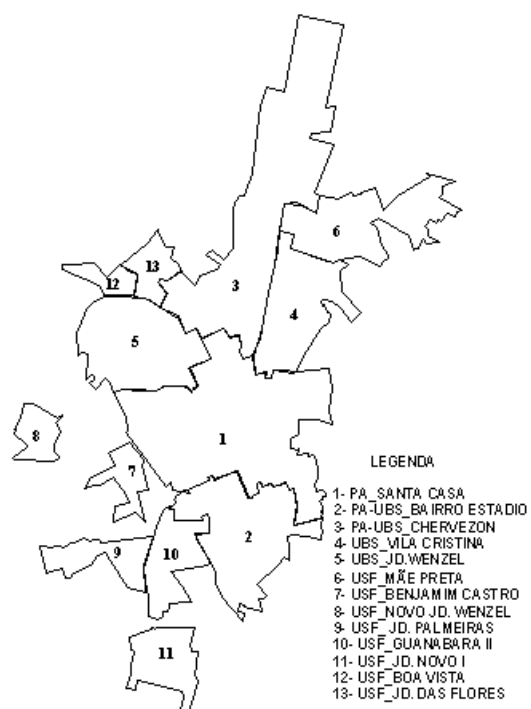 6
13
12
3
4
5
1
8
7
2
9
10
11
LEGENDA
1- PA_SANTA CASA
2- PA-UBS_BAIRRO ESTADIO
3- PA-UBS_CHERVEZON
4- UBS_VILA CRISTINA
5- UBS_JD.WENZEL
6- USF_MÃE PRETA
7- USF_BENJAMIM CASTRO
8- USF_NOVO JD. WENZEL
9- USF_JD. PALMEIRAS
10- USF_GUANABARA II
11- USF_JD. NOVO I
12- USF_BOA VISTA
13- USF_JD. DAS FLORES